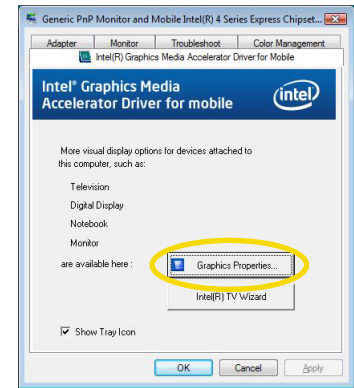 Generic PnP Monitor and Mobile Intel(R) 4 Series Express Chipset...
Adapter Monitor Troubleshoot Color Management
Intel(R) Graphics Media Accelerator Driver for Mobile
Intel® Graphics Media
Accelerator Driver for mobile
intel
More visual display options for devices attached to
this computer, such as:
Television
Digital Display
Notebook
Monitor
are available here :
Graphics Properties...
Intel(R) TV Wizard
Show Tray Icon
OK Cancel Apply